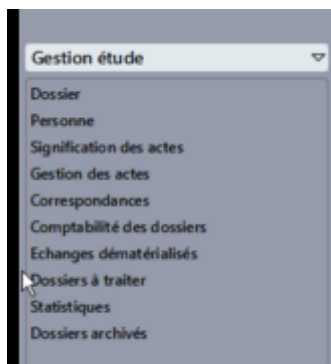 Gestion étude
Dossier
Personne
Signification des actes
Gestion des actes
Correspondances
Comptabilité des dossiers
Echanges dématérialisés
Dossiers à traiter
Statistiques
Dossiers archivés